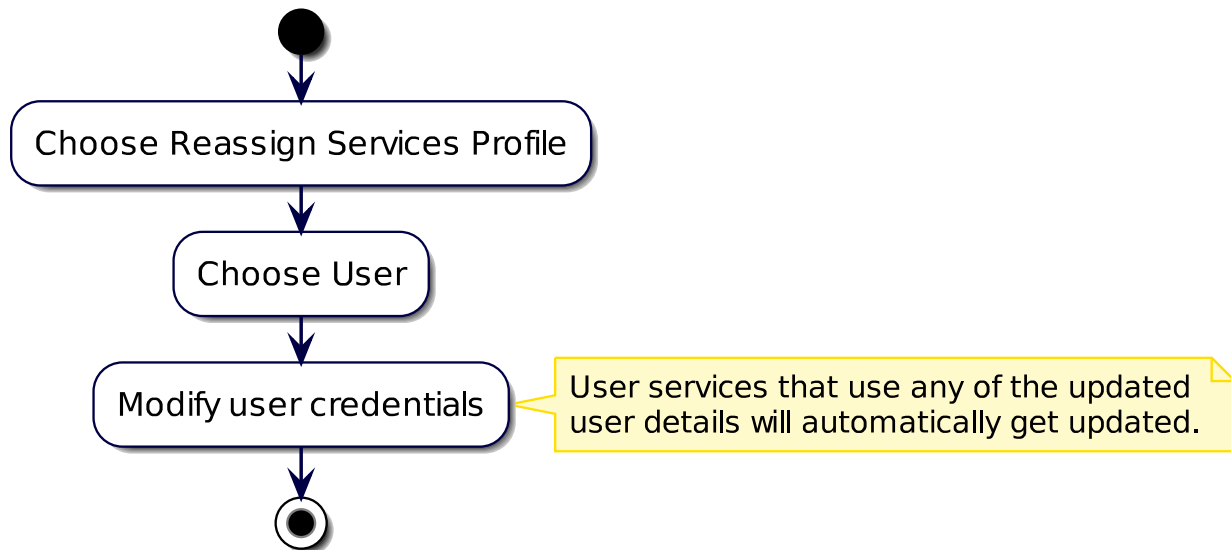 Choose Reassign Services Profile
Choose User
Modify user credentials
User services that use any of the updated
user details will automatically get updated.